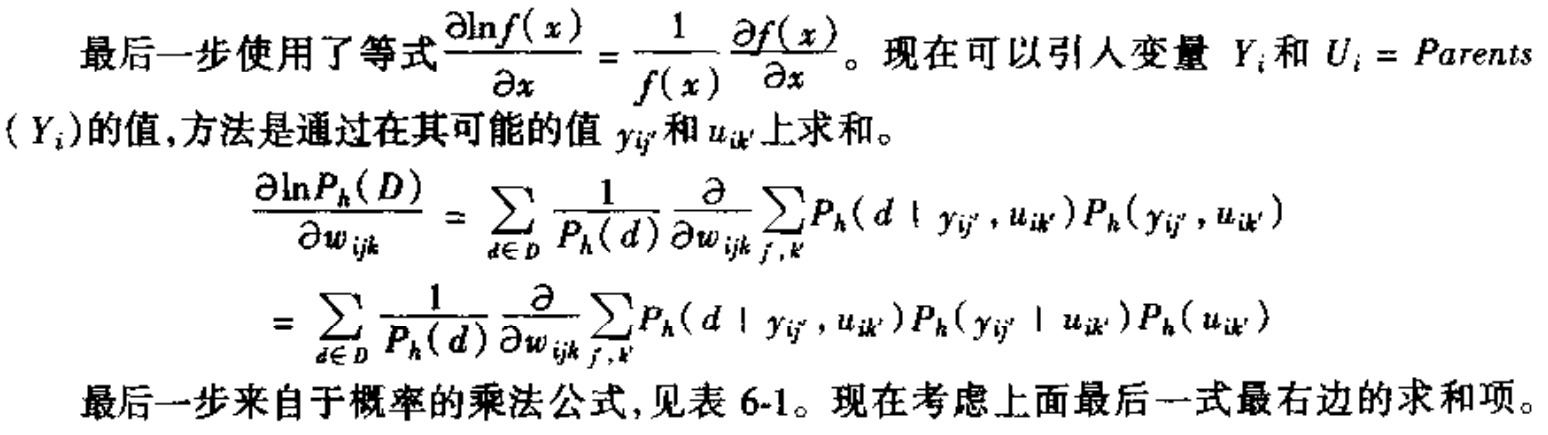 最后一步使用了等式$\frac{\partial \ln f(x)}{\partial x} = \frac{1}{f(x)} \frac{\partial f(x)}{\partial x}$。现在可以引人变量 $Y_i$和 $U_i = Parents$
$(Y_i)$的值,方法是通过在其可能的值 $y_{ij'}$和 $u_{ik'}$上求和。
$\frac{\partial \ln P_h(D)}{\partial w_{ijk}} = \sum_{d \in D} \frac{1}{P_h(d)} \frac{\partial}{\partial w_{ijk}} \sum_{j',k'} P_h(d \mid y_{ij'}, u_{ik'}) P_h(y_{ij'}, u_{ik'})$
$= \sum_{d \in D} \frac{1}{P_h(d)} \frac{\partial}{\partial w_{ijk}} \sum_{j',k'} P_h(d \mid y_{ij'}, u_{ik'}) P_h(y_{ij'} \mid u_{ik'}) P_h(u_{ik'})$
最后一步来自于概率的乘法公式,见表 6-1。现在考虑上面最后一式最右边的求和项。